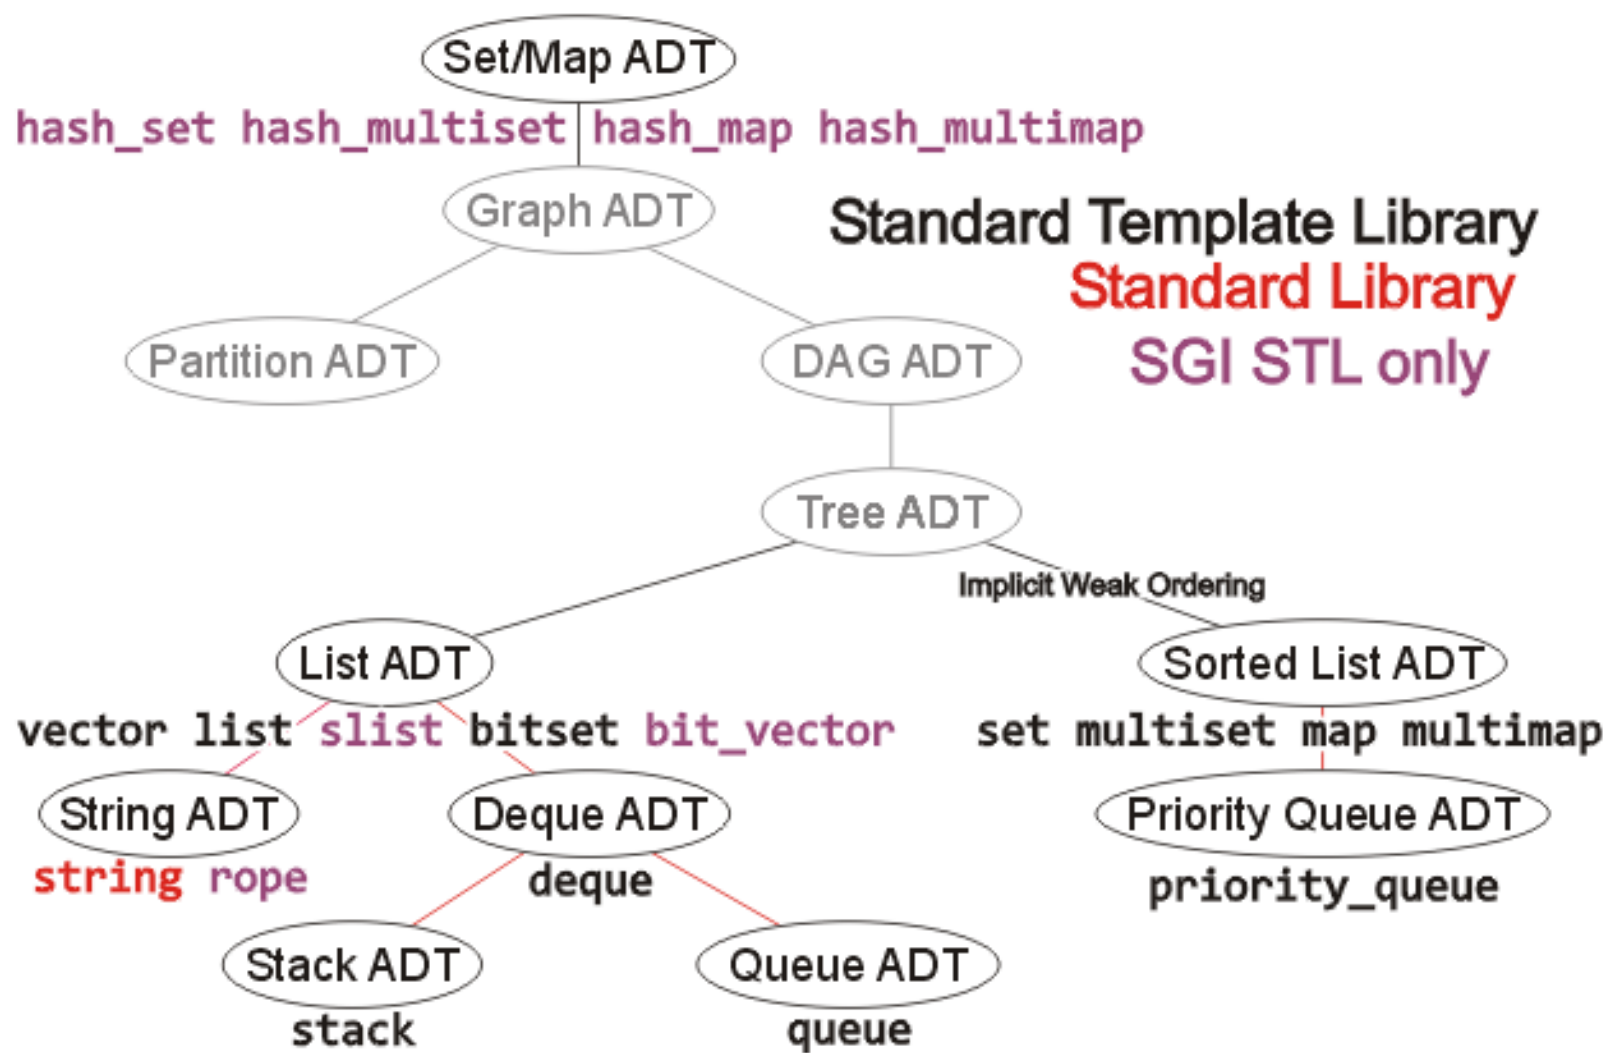 Set/Map ADT
hash_set hash_multiset hash_map hash_multimap
Graph ADT
Standard Template Library
Standard Library
Partition ADT
DAG ADT
SGI STL only
Tree ADT
Implicit Weak Ordering
List ADT
Sorted List ADT
vector list slist bitset bit_vector
set multiset map multimap
String ADT
Deque ADT
Priority Queue ADT
string rope
deque
priority_queue
Stack ADT
Queue ADT
stack
queue